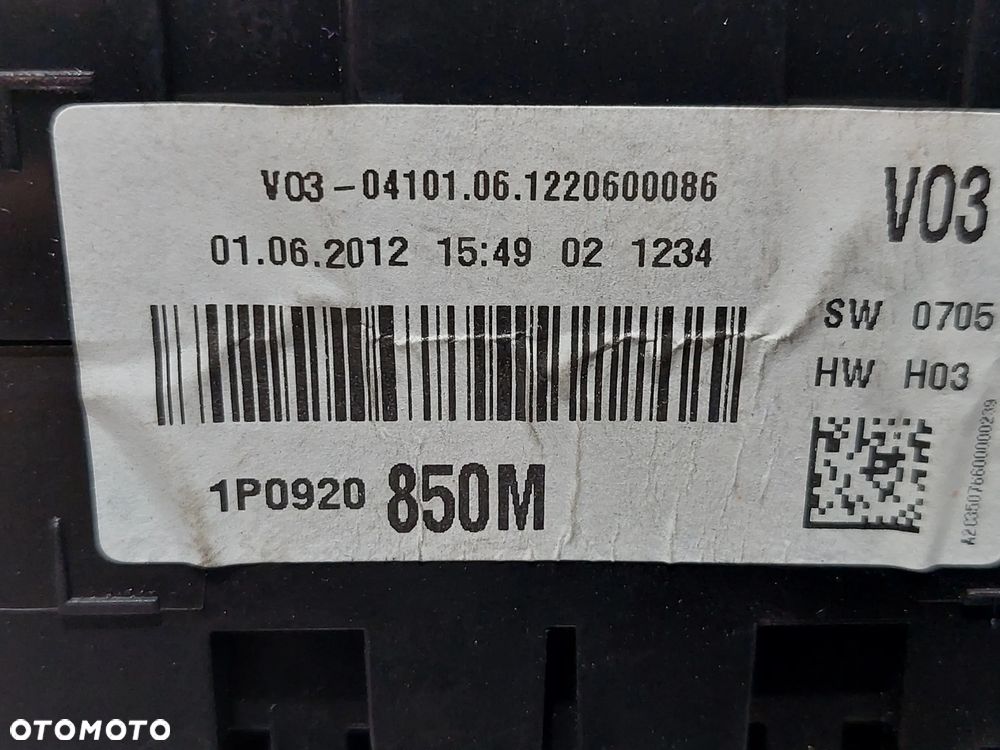 V03-04101.06.1220600086
V03
01.06.2012 15:49 02 1234
SW 0705
HW H03
1P0920 850M
A2C35076600000239
OTOMOTO